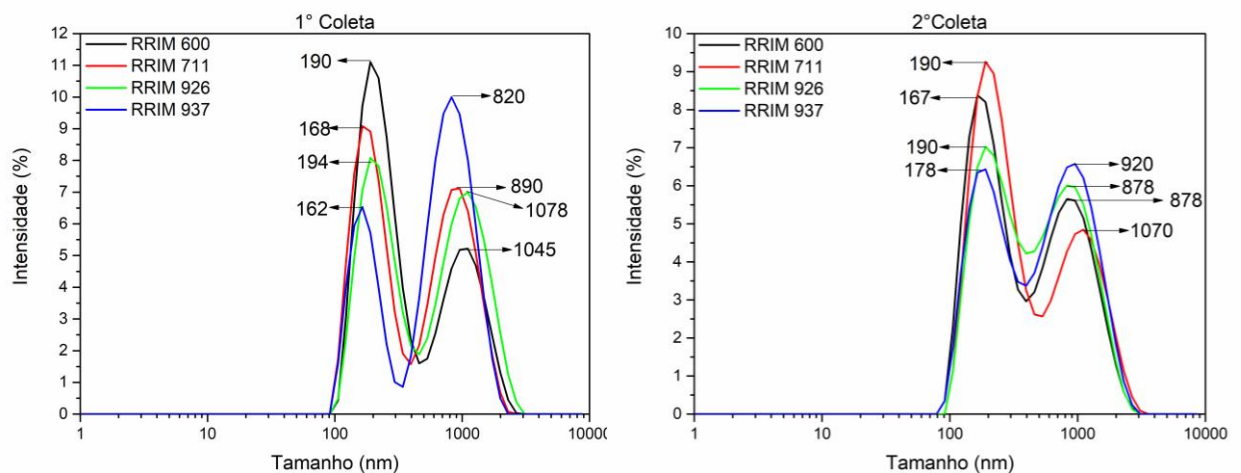 1° Coleta
RRIM 600
RRIM 711
RRIM 926
RRIM 937
190
168
194
162
820
890
1078
1045
Intensidade (%)
12
11
10
9
8
7
6
5
4
3
2
1
0
1 10 100 1000 10000
Tamanho (nm)
2°Coleta
RRIM 600
RRIM 711
RRIM 926
RRIM 937
190
167
190
178
920
878
878
1070
Intensidade (%)
10
9
8
7
6
5
4
3
2
1
0
1 10 100 1000 10000
Tamanho (nm)